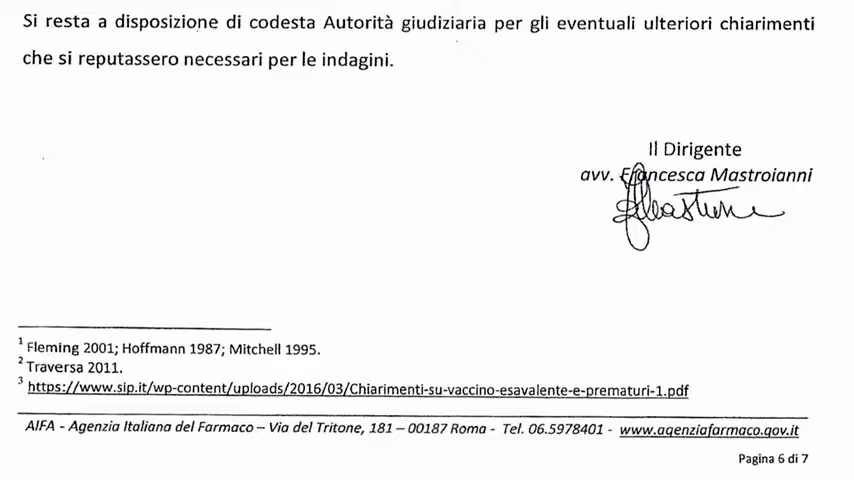 Si resta a disposizione di codesta Autorità giudiziaria per gli eventuali ulteriori chiarimenti
che si reputassero necessari per le indagini.
Il Dirigente
avv. Francesca Mastroianni
1 Fleming 2001; Hoffmann 1987; Mitchell 1995.
2 Traversa 2011.
3 https://www.sip.it/wp-content/uploads/2016/03/Chiarimenti-su-vaccino-esavalente-e-prematuri-1.pdf
AIFA - Agenzia Italiana del Farmaco – Via del Tritone, 181 – 00187 Roma - Tel. 06.5978401 - www.agenziafarmaco.gov.it
Pagina 6 di 7